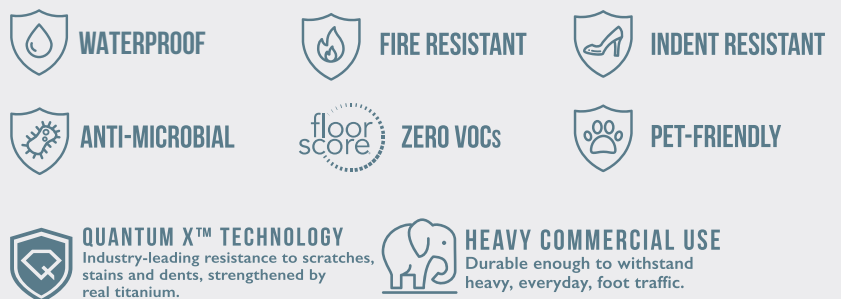 WATERPROOF
FIRE RESISTANT
INDENT RESISTANT
ANTI-MICROBIAL
floor
score
ZERO VOCs
PET-FRIENDLY
QUANTUM X™ TECHNOLOGY
Industry-leading resistance to scratches,
stains and dents, strengthened by
real titanium.
HEAVY COMMERCIAL USE
Durable enough to withstand
heavy, everyday, foot traffic.